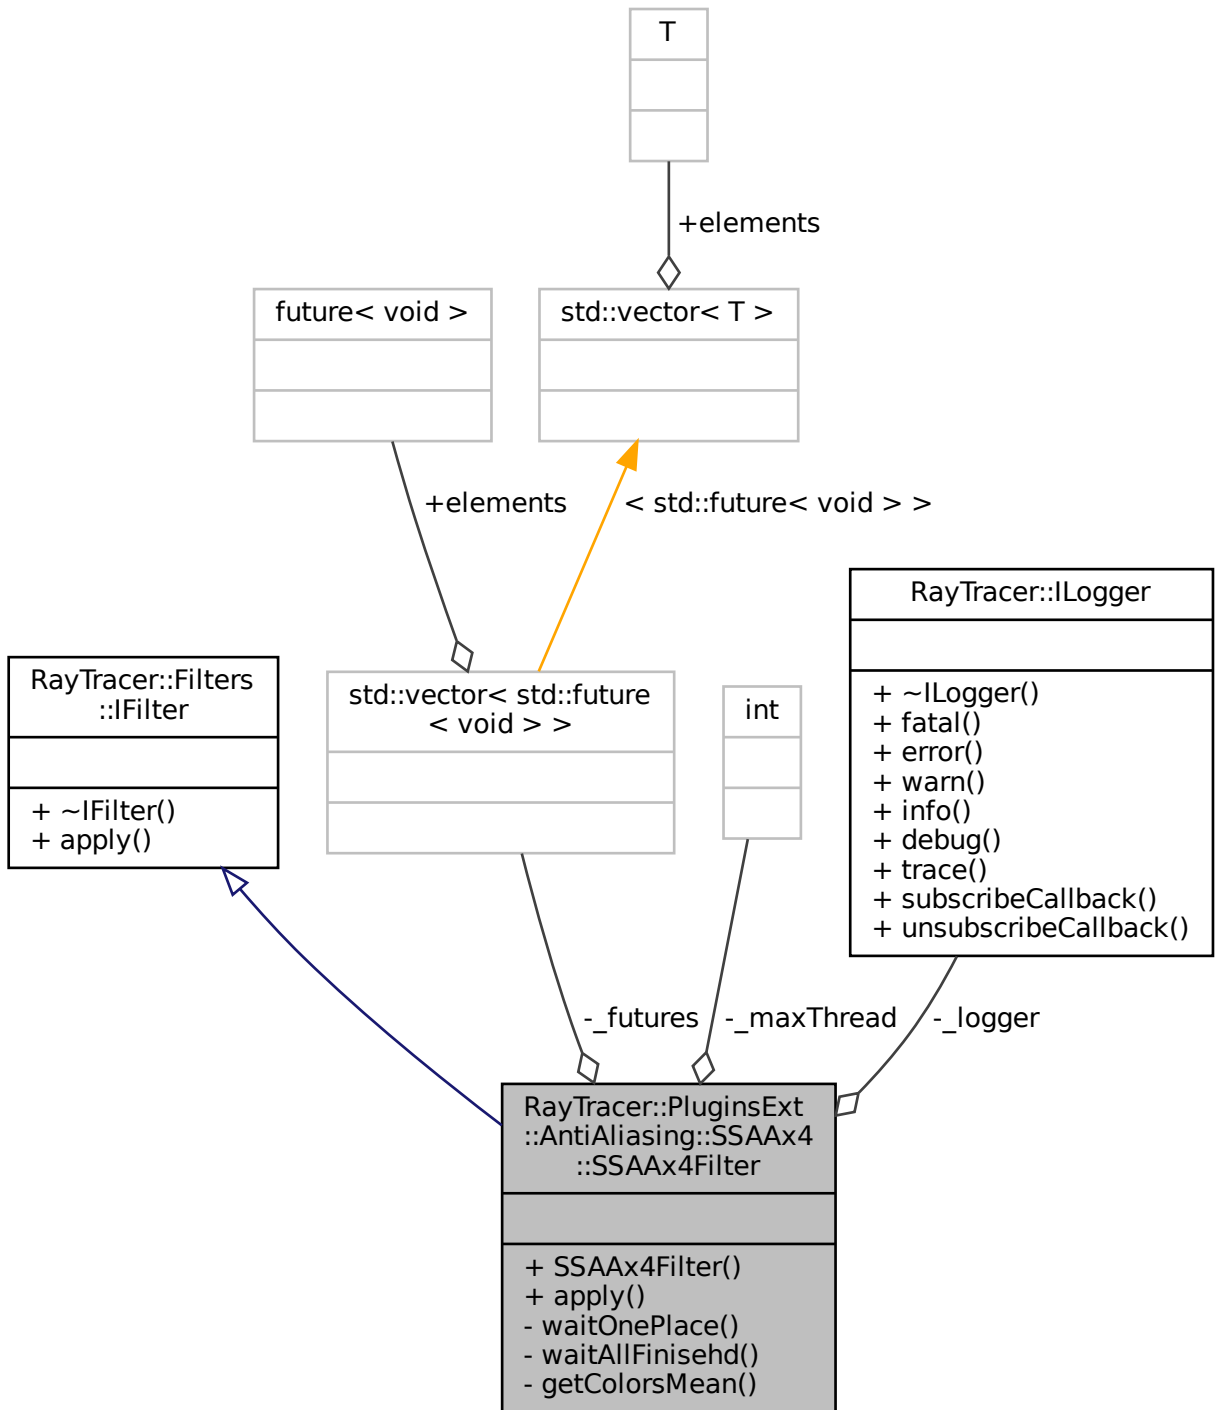 T
+elements
future< void >
std::vector< T >
+elements
< std::future< void > >
RayTracer::ILogger
+ ~ILogger()
+ fatal()
+ error()
+ warn()
+ info()
+ debug()
+ trace()
+ subscribeCallback()
+ unsubscribeCallback()
RayTracer::Filters
::IFilter
+ ~IFilter()
+ apply()
std::vector< std::future
< void > >
int
-_futures
-_maxThread
-_logger
RayTracer::PluginsExt
::AntiAliasing::SSAAx4
::SSAAx4Filter
+ SSAAx4Filter()
+ apply()
- waitOnePlace()
- waitAllFinisehd()
- getColorsMean()